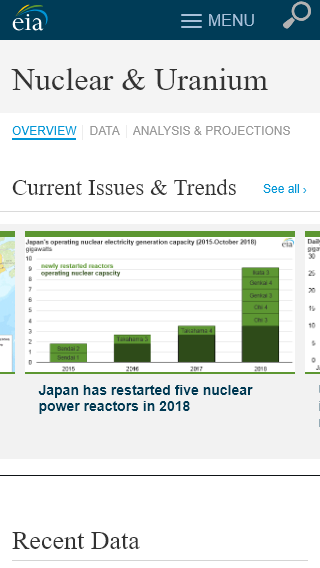 eia
MENU
Nuclear & Uranium
OVERVIEW DATA ANALYSIS & PROJECTIONS
Current Issues & Trends
See all ›
Japan's operating nuclear electricity generation capacity (2015-October 2018)
gigawatts
eia
newly restarted reactors
operating nuclear capacity
10
9
8
7
6
5
4
3
2
1
0
Sendai 2
Sendai 1
Takahama 3
Takahama 4
Ikata 3
Genkai 4
Genkai 3
Ohi 4
Ohi 3
2015 2016 2017 2018
Japan has restarted five nuclear
power reactors in 2018
30
25
20
15
10
5
0
Recent Data